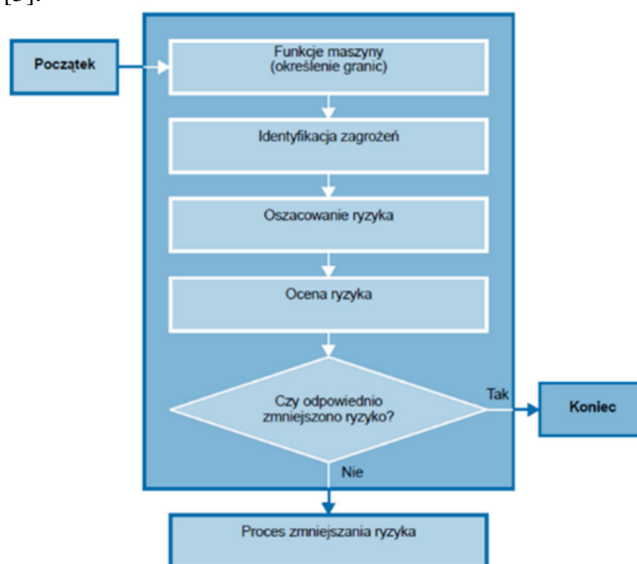 [5].
Początek
Funkcje maszyny
(określenie granic)
Identyfikacja zagrożeń
Oszacowanie ryzyka
Ocena ryzyka
Czy odpowiednio
zmniejszono ryzyko?
Tak
Koniec
Nie
Proces zmniejszania ryzyka